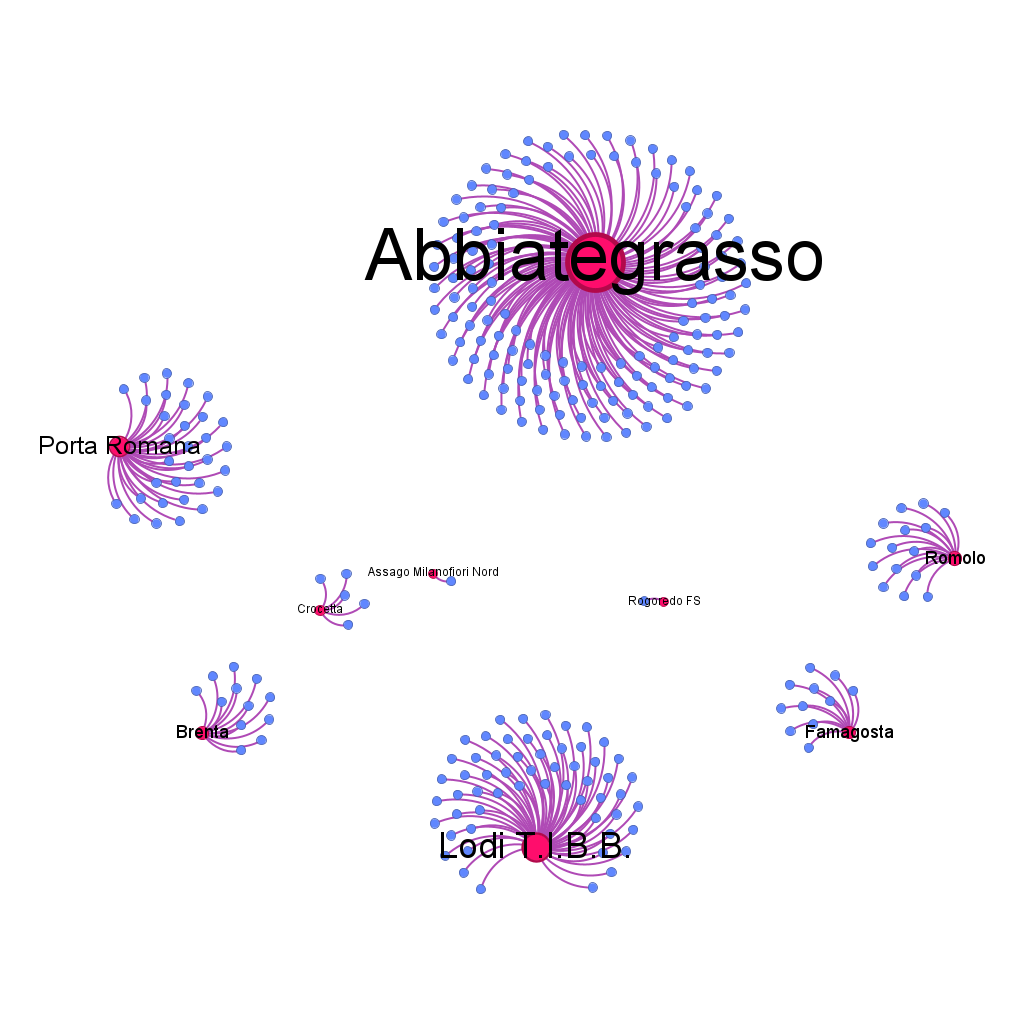 Abbiategrasso
Porta Romana
Romolo
Assago Milanofiori Nord
Rogoredo FS
Crocetta
Brenta
Famagosta
Lodi T.I.B.B.